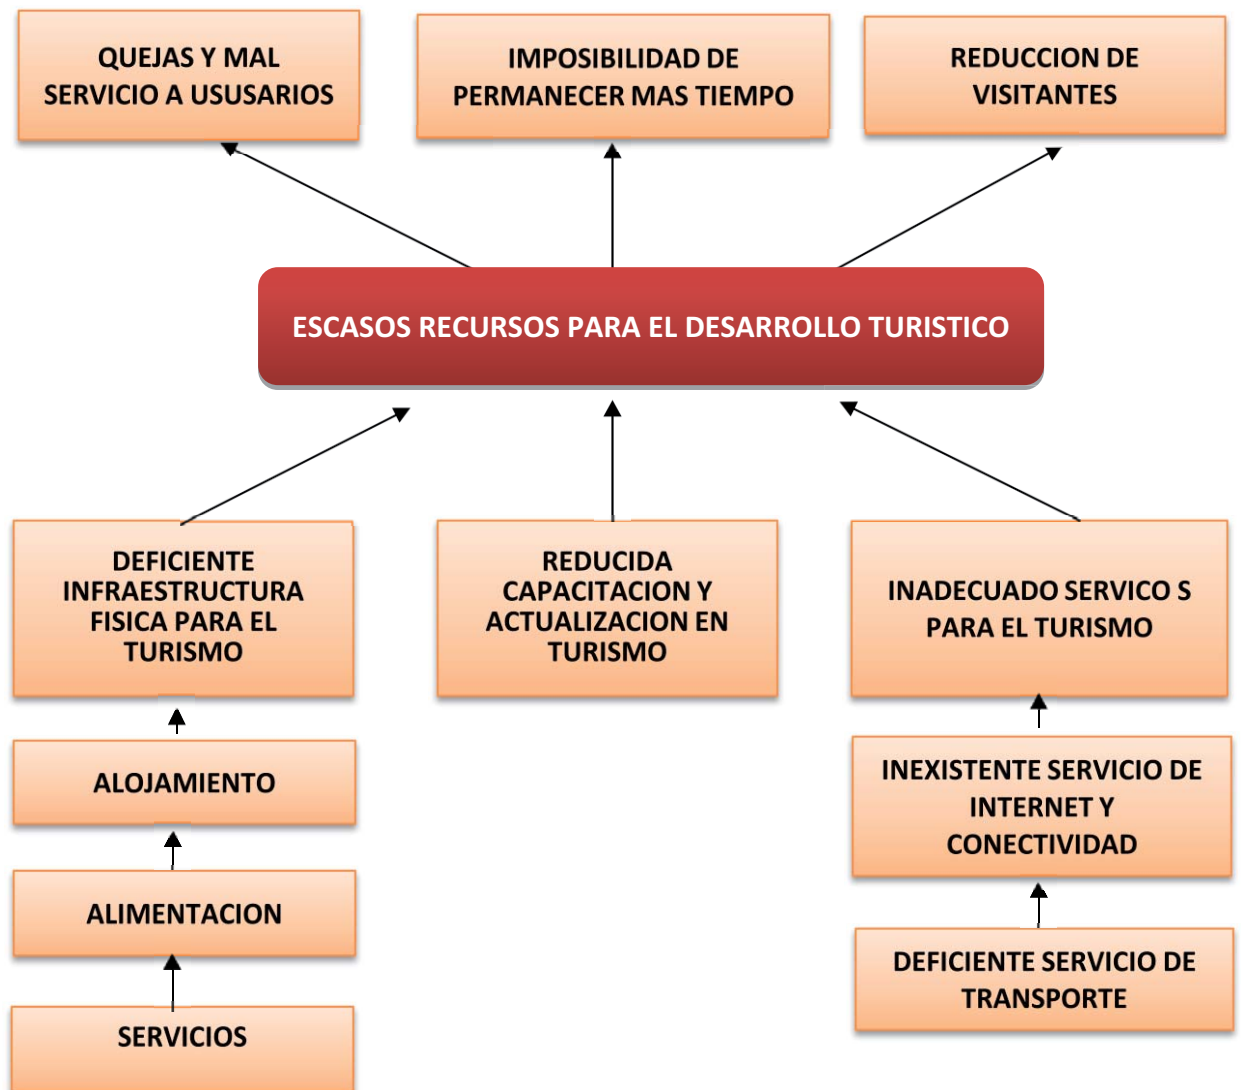 QUEJAS Y MAL
SERVICIO A USUSARIOS
IMPOSIBILIDAD DE
PERMANECER MAS TIEMPO
REDUCCION DE
VISITANTES
ESCASOS RECURSOS PARA EL DESARROLLO TURISTICO
DEFICIENTE
INFRAESTRUCTURA
FISICA PARA EL
TURISMO
REDUCIDA
CAPACITACION Y
ACTUALIZACION EN
TURISMO
INADECUADO SERVICO S
PARA EL TURISMO
ALOJAMIENTO
ALIMENTACION
SERVICIOS
INEXISTENTE SERVICIO DE
INTERNET Y
CONECTIVIDAD
DEFICIENTE SERVICIO DE
TRANSPORTE